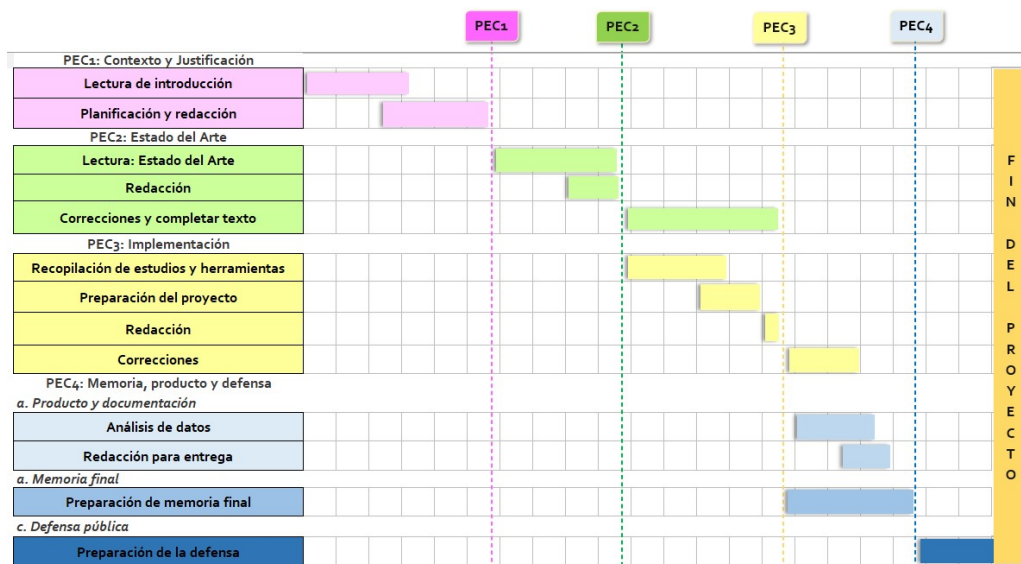 PEC1
PEC2
PEC3
PEC4
PEC1: Contexto y Justificación
Lectura de introducción
Planificación y redacción
PEC2: Estado del Arte
Lectura: Estado del Arte
Redacción
Correcciones y completar texto
PEC3: Implementación
Recopilación de estudios y herramientas
Preparación del proyecto
Redacción
Correcciones
PEC4: Memoria, producto y defensa
a. Producto y documentación
Análisis de datos
Redacción para entrega
a. Memoria final
Preparación de memoria final
c. Defensa pública
Preparación de la defensa
FIN DEL PROYECTO